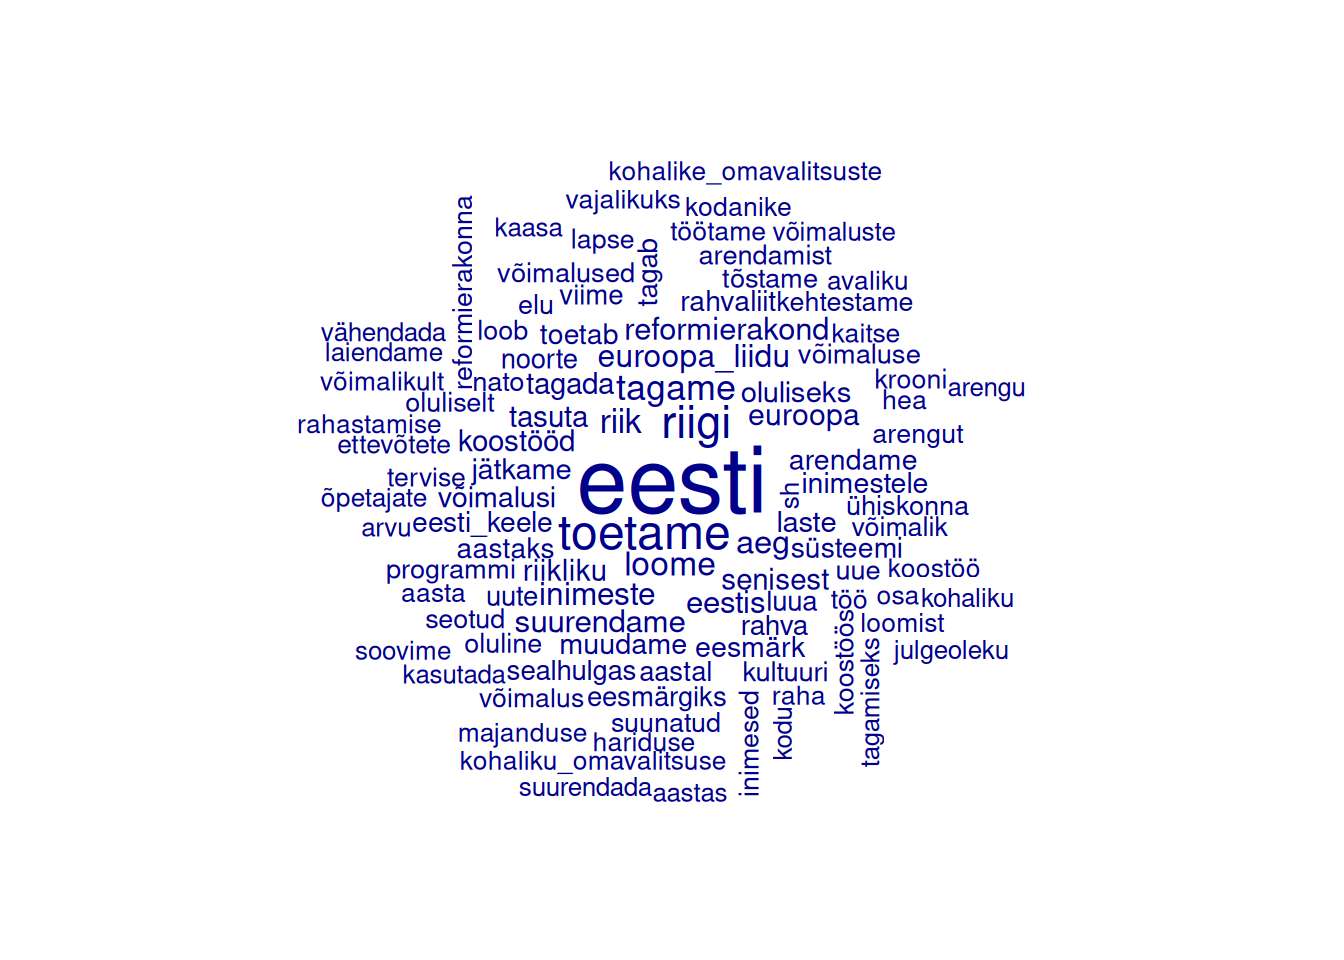 kohalike_omavalitsuste
vajalikuks kodanike
reformierakonna
kaasa lapse töötame võimaluste
tagab
arendamist
võimalused tõstame avaliku
elu viime rahvaliit kehtestame
vähendada loob toetab reformierakond kaitse
laiendame noorte euroopa_liidu võimaluse
võimalikult nato tagada tagame oluliseks krooni arengu
oluliselt hea
rahastamise tasuta riik riigi euroopa
ettevõtete koostööd arengut
tervise jätkame eesti arendame
sh inimestele
õpetajate võimalusi ühiskonna
arvu eesti_keele toetame laste võimalik
aastaks aeg süsteemi
programmi riikliku loome senisest uue koostöö
aasta uute inimeste eestis luua töö osa kohaliku
seotud suurendame rahva loomist
koostöös
soovime oluline muudame eesmärk julgeoleku
tagamiseks
kasutada sealhulgas aastal kultuuri
võimalus eesmärgiks raha
inimesed
kodu
suunatud
majanduse hariduse
kohaliku_omavalitsuse
suurendada aastas